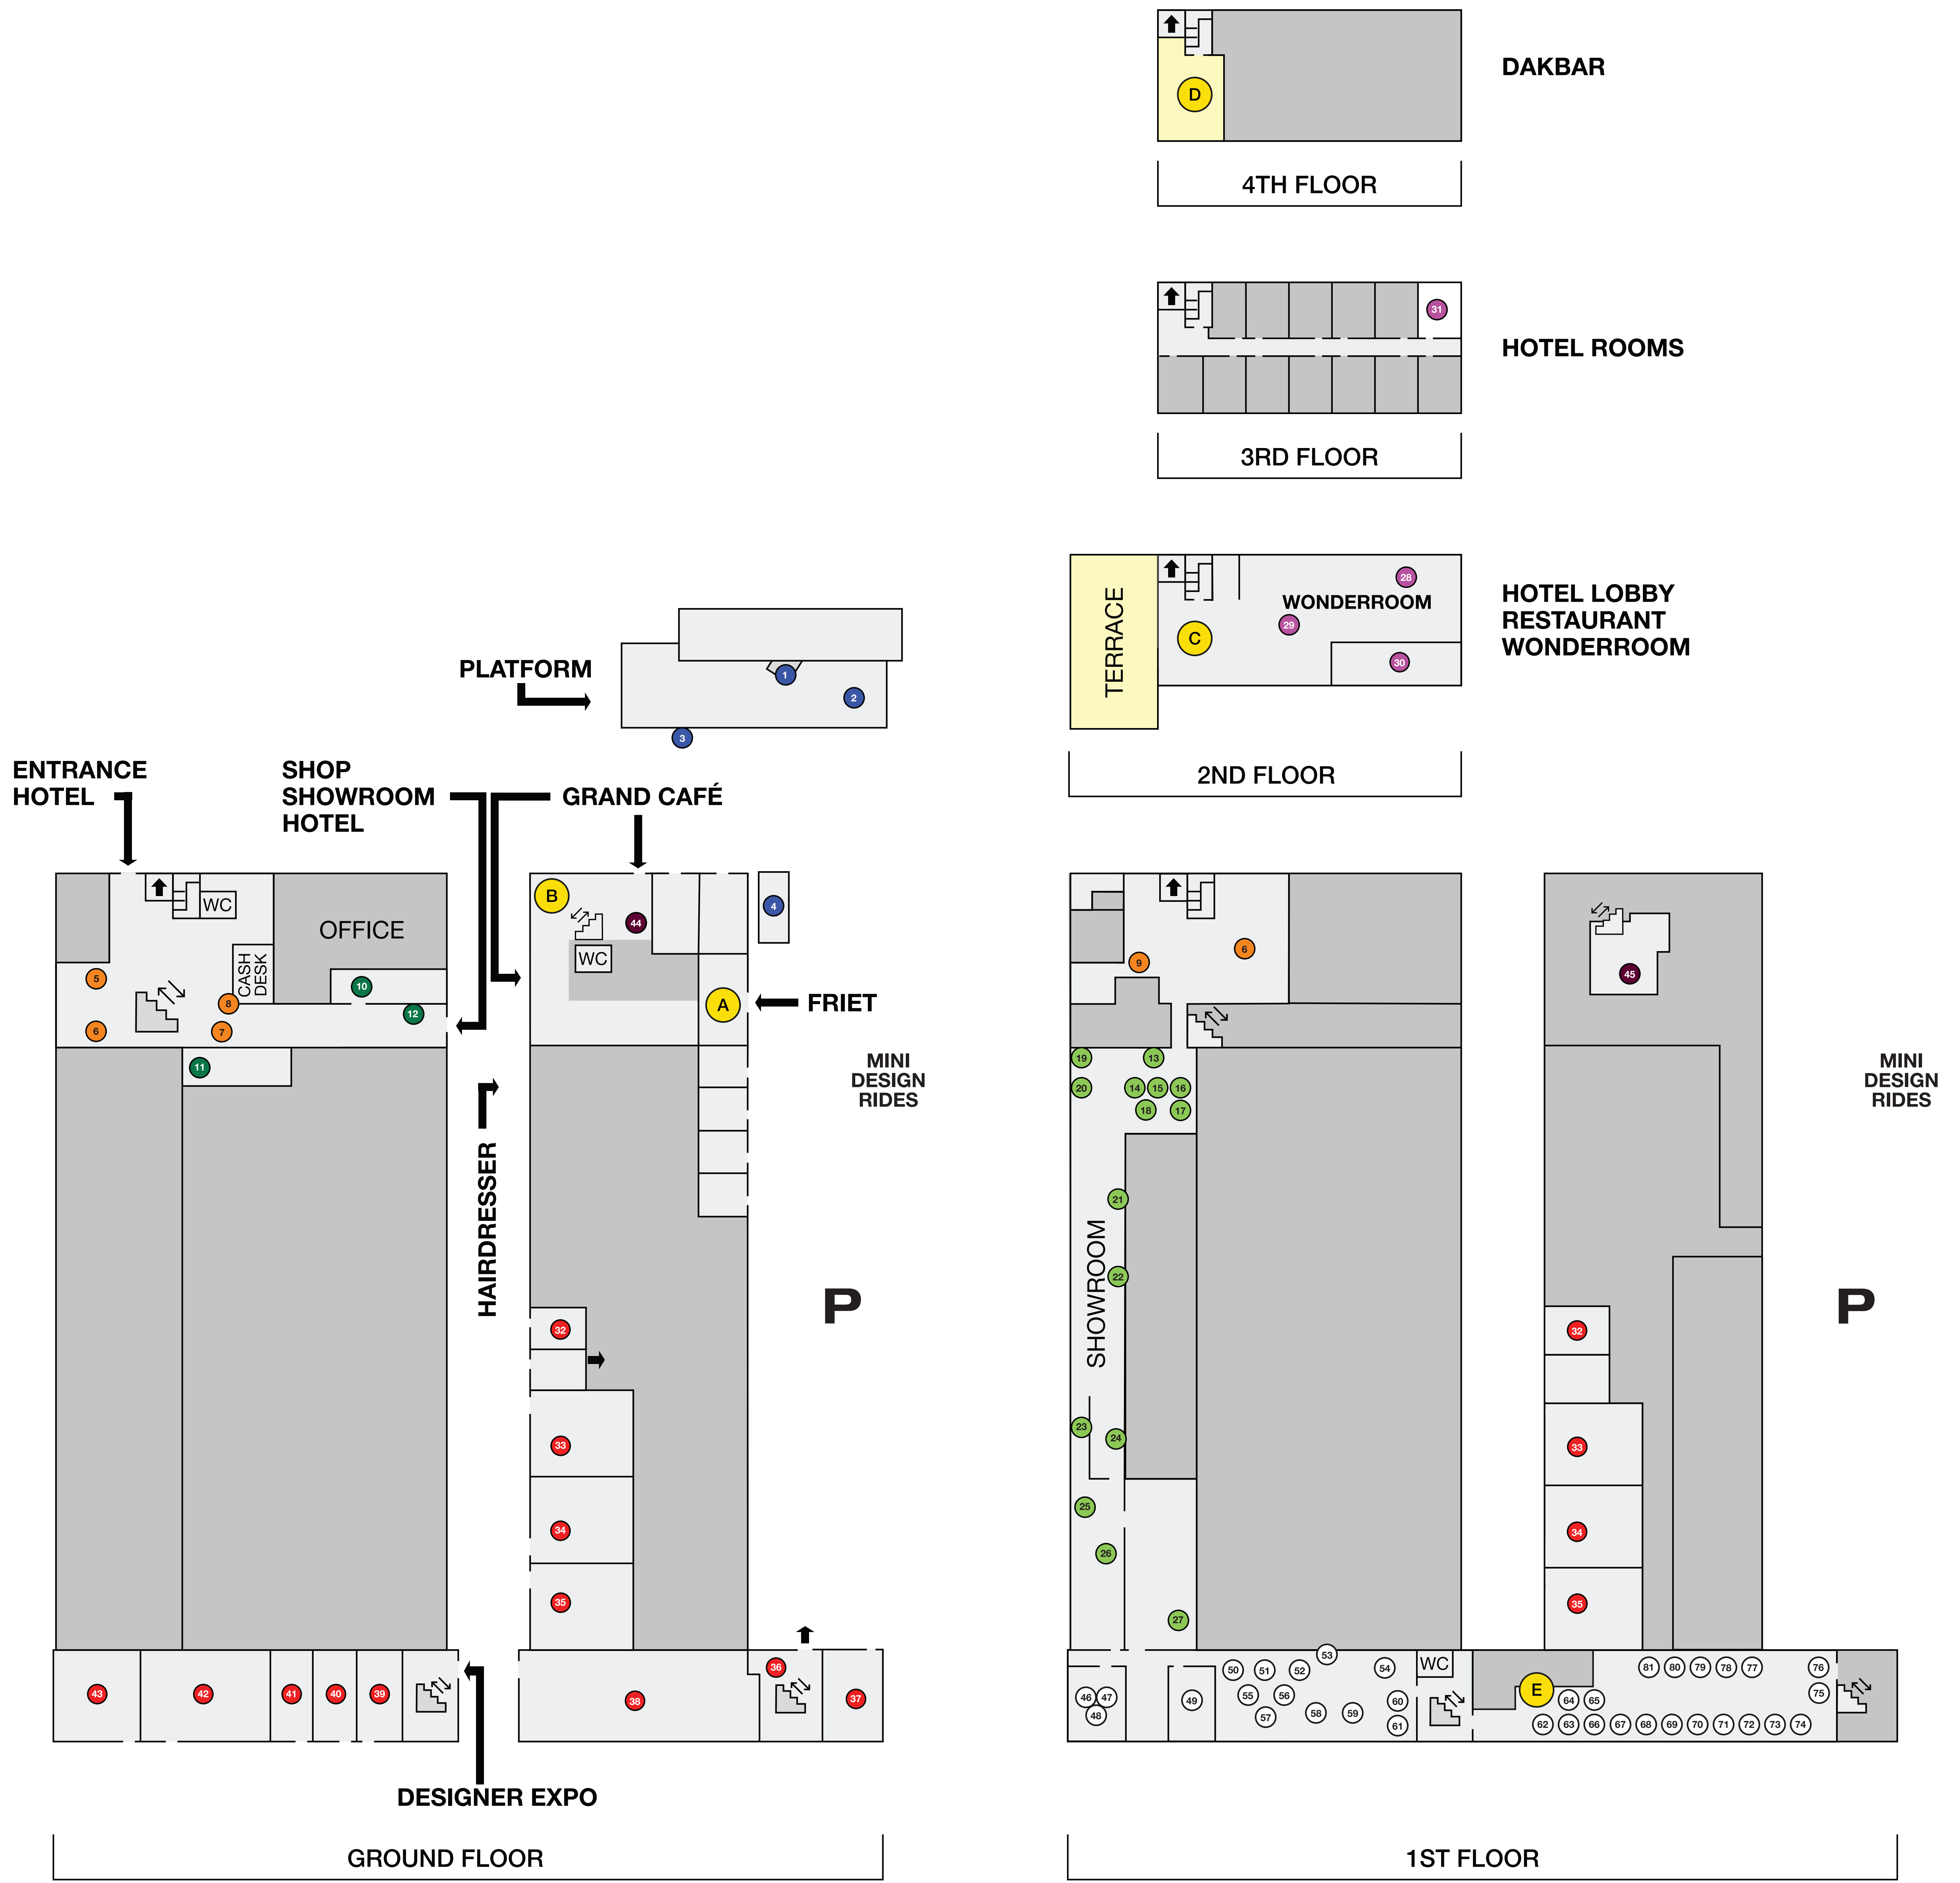 D
DAKBAR
4TH FLOOR
31
HOTEL ROOMS
3RD FLOOR
TERRACE
28
WONDERROOM
29
C
30
HOTEL LOBBY
RESTAURANT
WONDERROOM
2ND FLOOR
PLATFORM
1
2
3
ENTRANCE
HOTEL
SHOP
SHOWROOM
HOTEL
GRAND CAFÉ
WC
OFFICE
CASH
DESK
5
6
7
8
10
12
11
B
44
WC
4
A
FRIET
MINI
DESIGN
RIDES
HAIRDRESSER
P
32
33
34
35
36
37
38
43
42
41
40
39
DESIGNER EXPO
GROUND FLOOR
9
6
19
13
20
14
15
16
18
17
21
SHOWROOM
22
23
24
25
26
27
45
MINI
DESIGN
RIDES
P
32
33
34
35
46
47
48
49
50
51
52
53
54
55
56
57
58
59
60
61
WC
E
64
65
62
63
66
67
68
69
70
71
72
73
74
81
80
79
78
77
76
75
1ST FLOOR